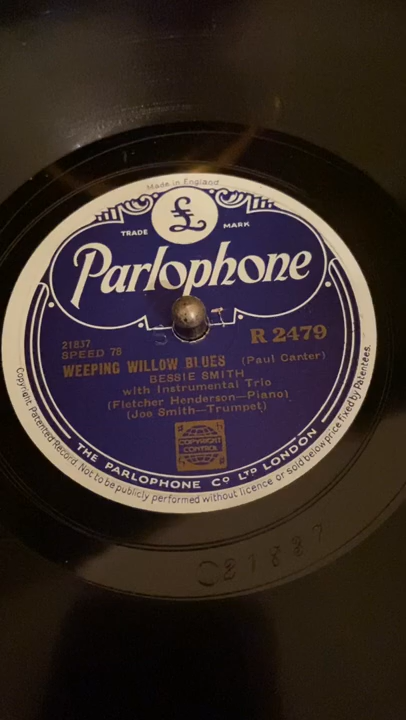 Made in England
£
TRADE MARK
Parlophone
21837
SPEED 78
R 2479
WEEPING WILLOW BLUES (Paul Carter)
BESSIE SMITH
with Instrumental Trio
(Fletcher Henderson—Piano)
(Joe Smith—Trumpet)
COPYRIGHT
CONTROL
THE PARLOPHONE CO LTD LONDON
Copyright. Patented Record. Not to be publicly performed without licence or sold below price fixed by Patentees.